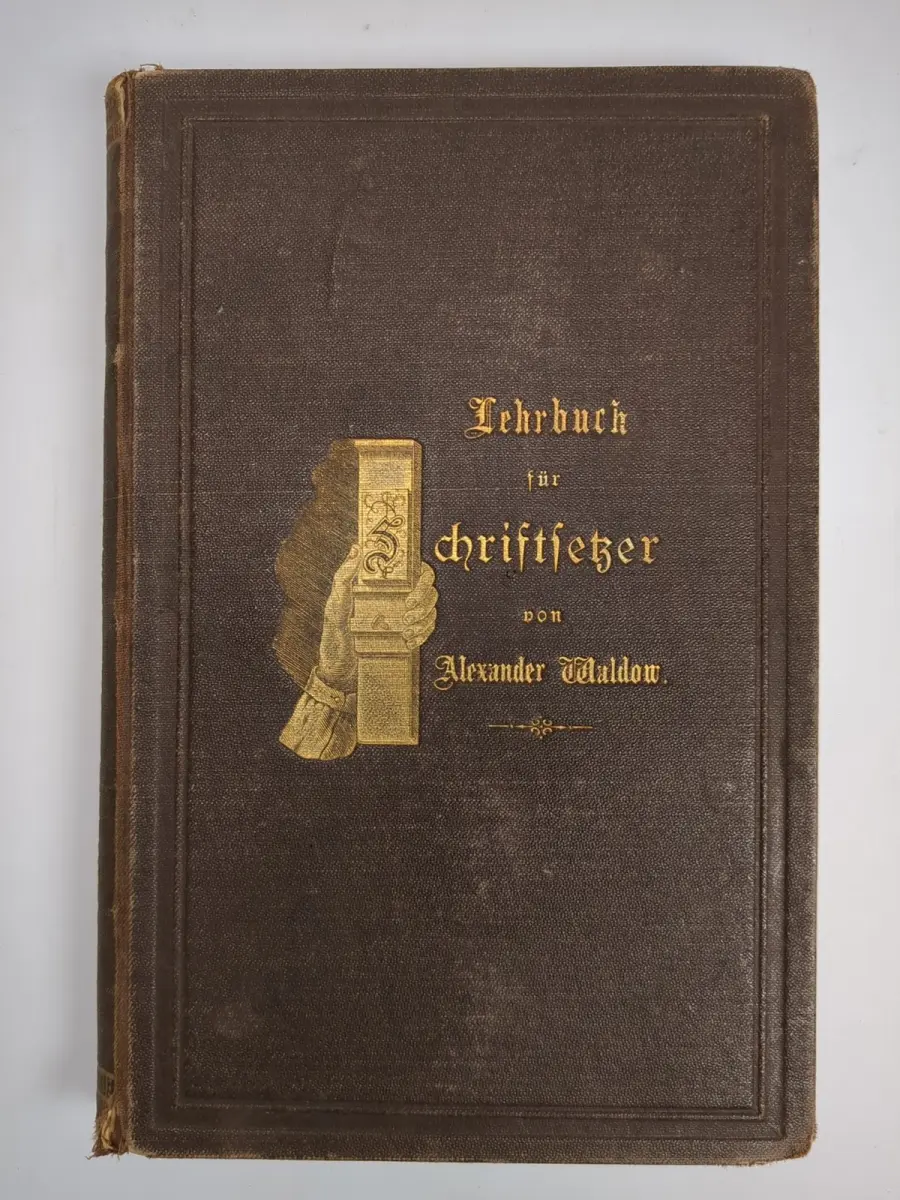 Lehrbuch
für
Schriftſetzer
von
Alexander Waldow.